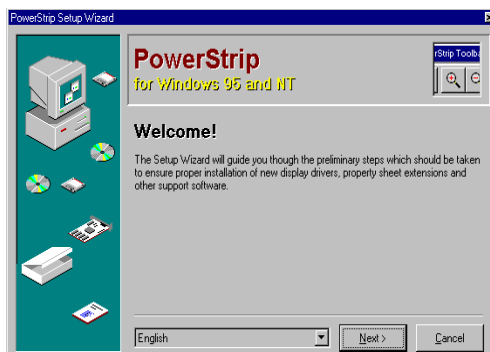 PowerStrip Setup Wizard
PowerStrip
for Windows 95 and NT
rStrip Toolba
Welcome!
The Setup Wizard will guide you though the preliminary steps which should be taken
to ensure proper installation of new display drivers, property sheet extensions and
other support software.
English
Next >
Cancel